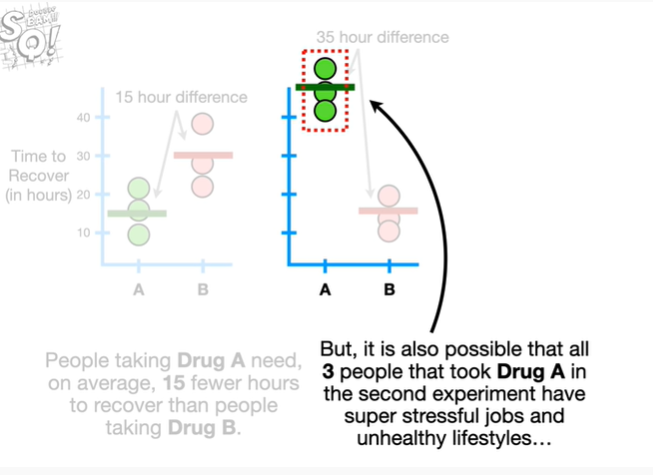 StatQuest
SQ!
35 hour difference
15 hour difference
40
Time to
Recover
(in hours)
30
20
10
A
B
A
B
People taking Drug A need,
on average, 15 fewer hours
to recover than people
taking Drug B.
But, it is also possible that all
3 people that took Drug A in
the second experiment have
super stressful jobs and
unhealthy lifestyles…